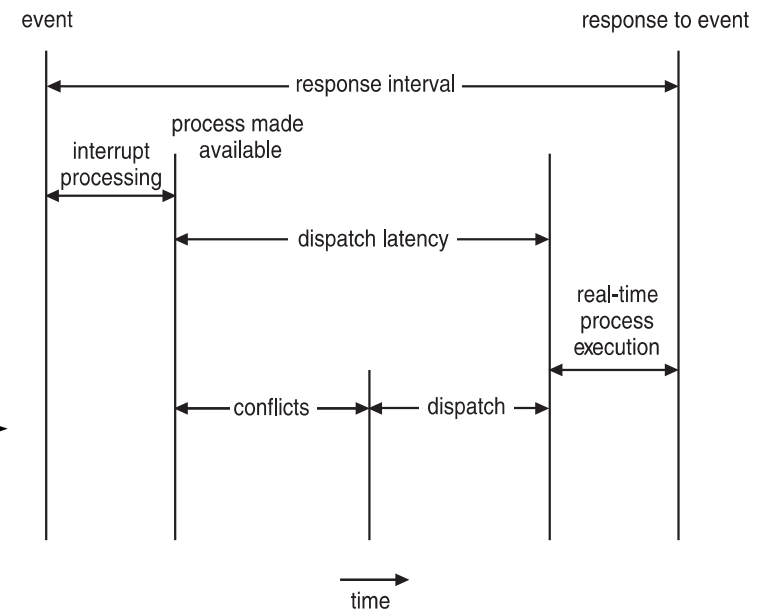 event
response to event
response interval
process made
available
interrupt
processing
dispatch latency
real-time
process
execution
conflicts
dispatch
time